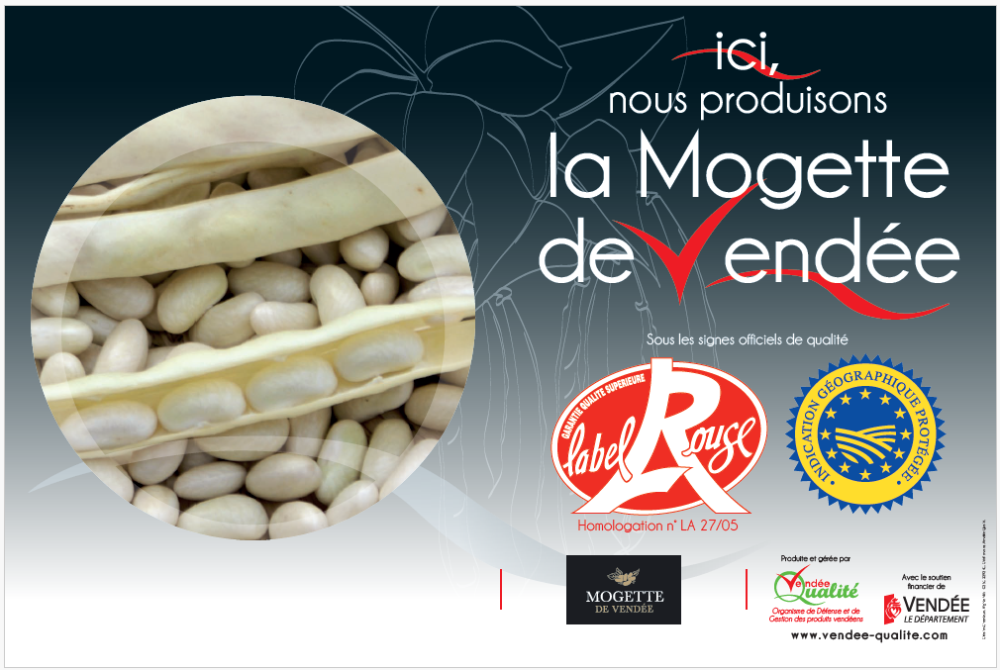 ici,
nous produisons
la Mogette
de Vendée
Sous les signes officiels de qualité
GARANTIE QUALITÉ SUPÉRIEURE
label Rouge
Homologation n° LA 27/05
INDICATION GÉOGRAPHIQUE PROTÉGÉE
MOGETTE
DE VENDÉE
Produite et gérée par
Vendée
Qualité
Organisme de Défense et de
Gestion des produits vendéens
Avec le soutien
financier de
VENDÉE
LE DÉPARTEMENT
www.vendee-qualite.com